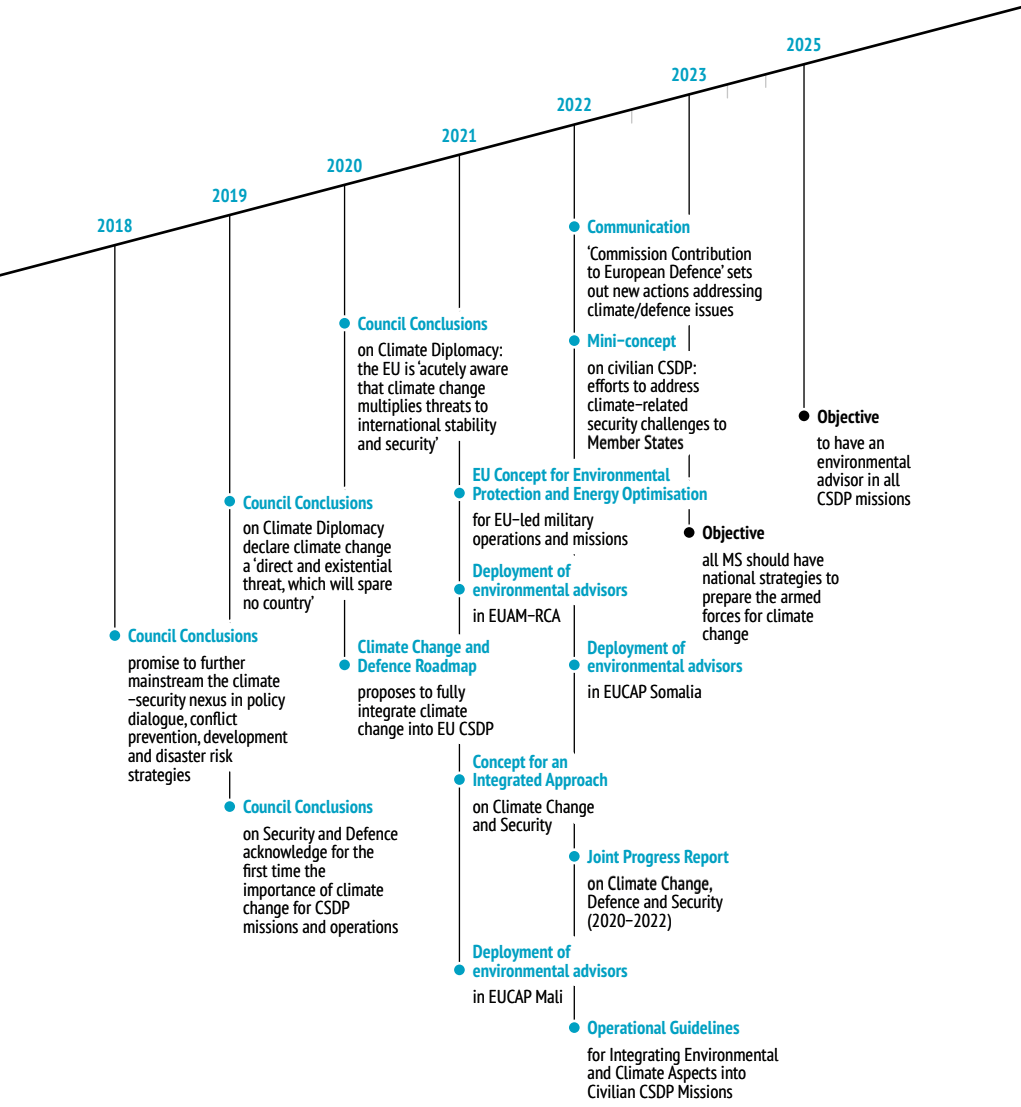 2018
Council Conclusions
promise to further
mainstream the climate
–security nexus in policy
dialogue, conflict
prevention, development
and disaster risk
strategies
2019
Council Conclusions
on Climate Diplomacy
declare climate change
a ‘direct and existential
threat, which will spare
no country’
Council Conclusions
on Security and Defence
acknowledge for the
first time the
importance of climate
change for CSDP
missions and operations
2020
Council Conclusions
on Climate Diplomacy:
the EU is ‘acutely aware
that climate change
multiplies threats to
international stability
and security’
Climate Change and
Defence Roadmap
proposes to fully
integrate climate
change into EU CSDP
2021
EU Concept for Environmental
Protection and Energy Optimisation
for EU–led military
operations and missions
Deployment of
environmental advisors
in EUAM–RCA
Concept for an
Integrated Approach
on Climate Change
and Security
Deployment of
environmental advisors
in EUCAP Mali
2022
Communication
‘Commission Contribution
to European Defence’ sets
out new actions addressing
climate/defence issues
Mini–concept
on civilian CSDP:
efforts to address
climate–related
security challenges to
Member States
Deployment of
environmental advisors
in EUCAP Somalia
Joint Progress Report
on Climate Change,
Defence and Security
(2020–2022)
Operational Guidelines
for Integrating Environmental
and Climate Aspects into
Civilian CSDP Missions
2023
Objective
all MS should have
national strategies to
prepare the armed
forces for climate
change
2025
Objective
to have an
environmental
advisor in all
CSDP missions